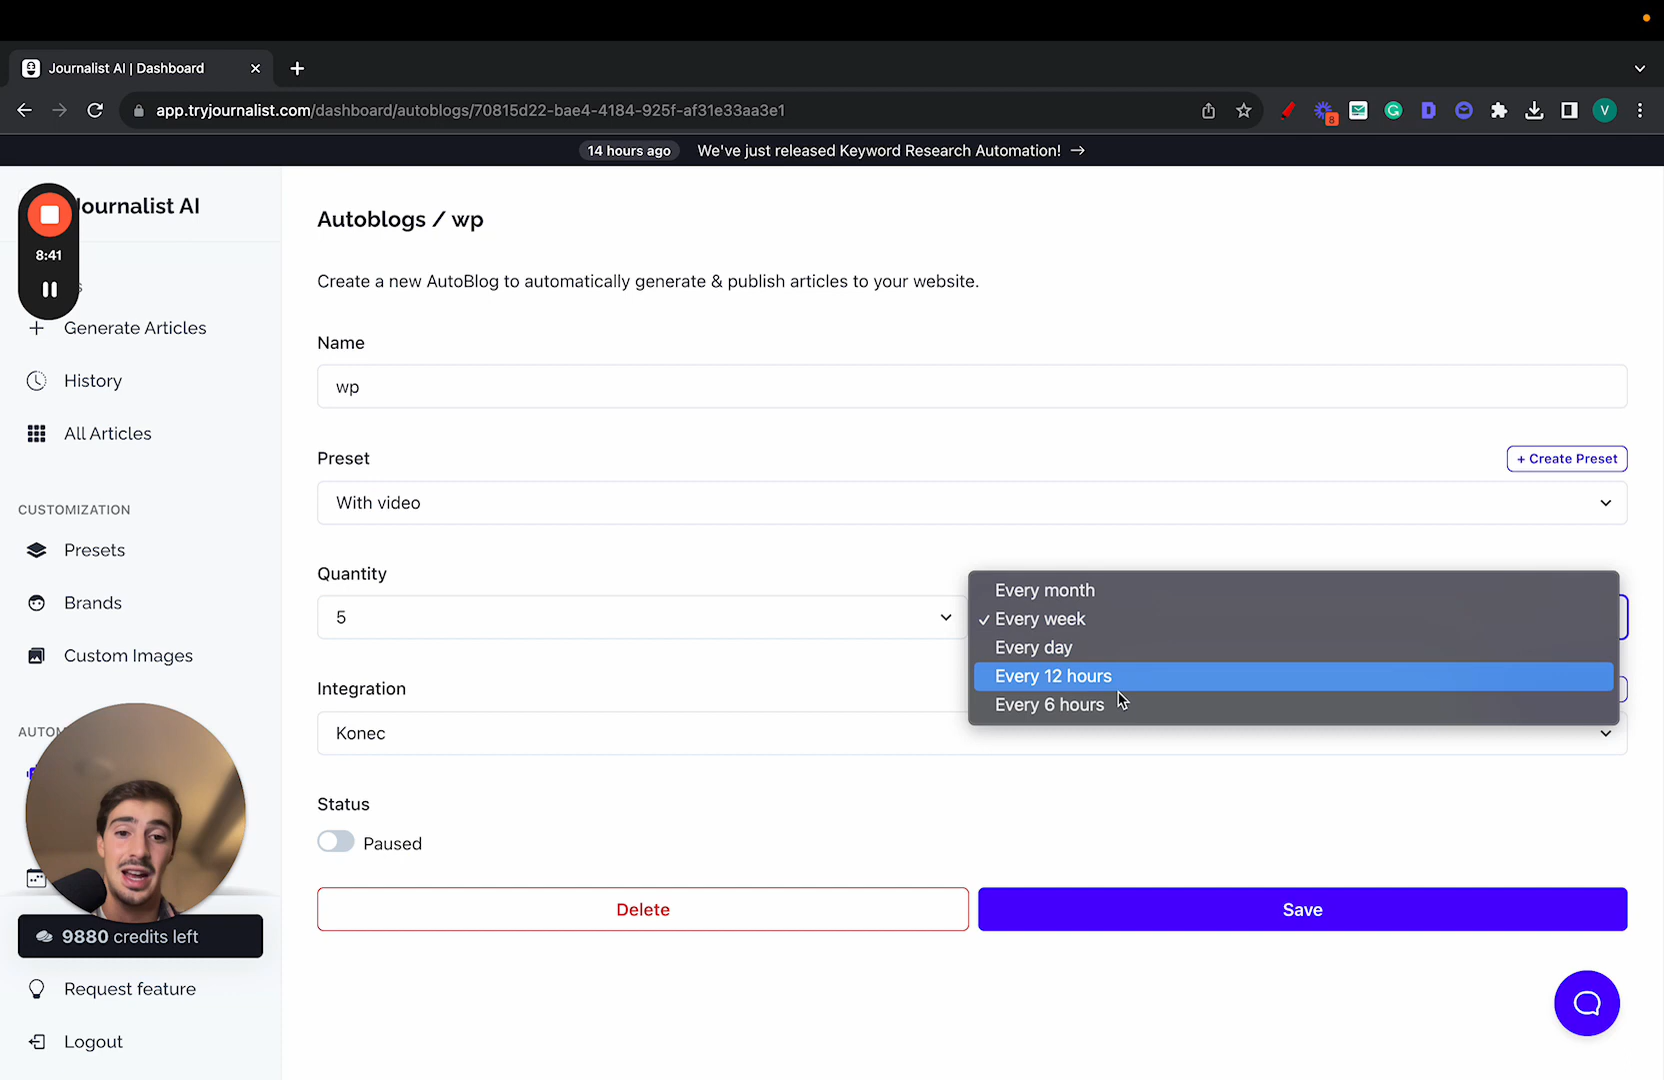 Journalist AI | Dashboard
app.tryjournalist.com/dashboard/autoblogs/70815d22-bae4-4184-925f-af31e33aa3e1
8
V
14 hours ago We've just released Keyword Research Automation! →
Journalist AI
8:41
Generate Articles
History
All Articles
CUSTOMIZATION
Presets
Brands
Custom Images
9880 credits left
Request feature
Logout
Autoblogs / wp
Create a new AutoBlog to automatically generate & publish articles to your website.
Name
wp
Preset
+ Create Preset
With video
Quantity
5
Every month
✓ Every week
Every day
Every 12 hours
Every 6 hours
Integration
Konec
Status
Paused
Delete
Save